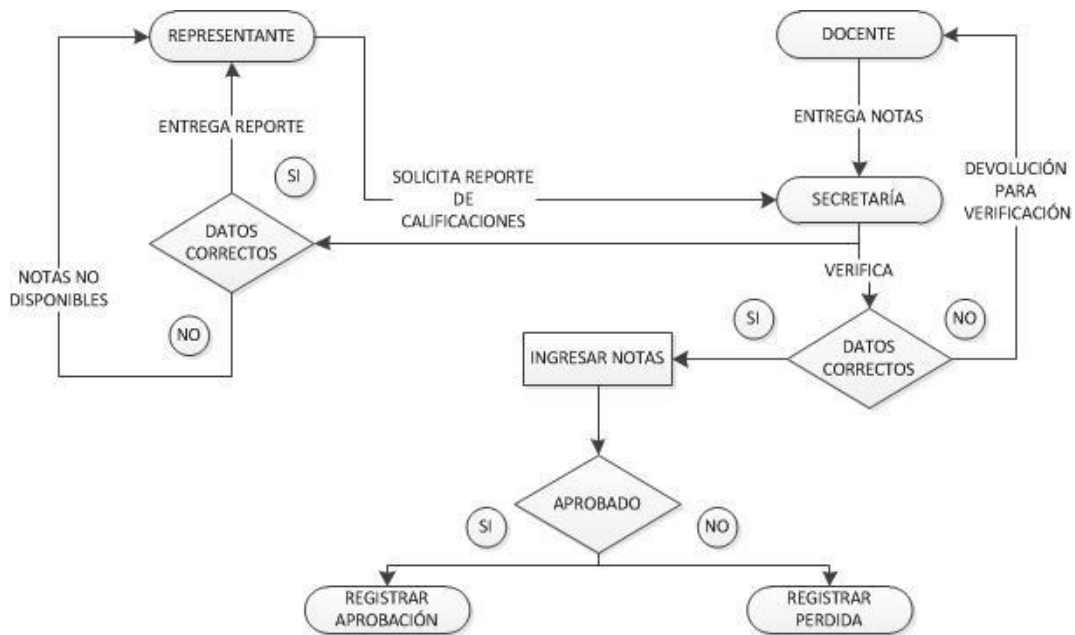 REPRESENTANTE
DOCENTE
ENTREGA REPORTE
ENTREGA NOTAS
SI
SOLICITA REPORTE
DE
CALIFICACIONES
SECRETARÍA
DEVOLUCIÓN
PARA
VERIFICACIÓN
DATOS
CORRECTOS
NOTAS NO
DISPONIBLES
NO
VERIFICA
SI
NO
INGRESAR NOTAS
DATOS
CORRECTOS
APROBADO
SI
NO
REGISTRAR
APROBACIÓN
REGISTRAR
PERDIDA